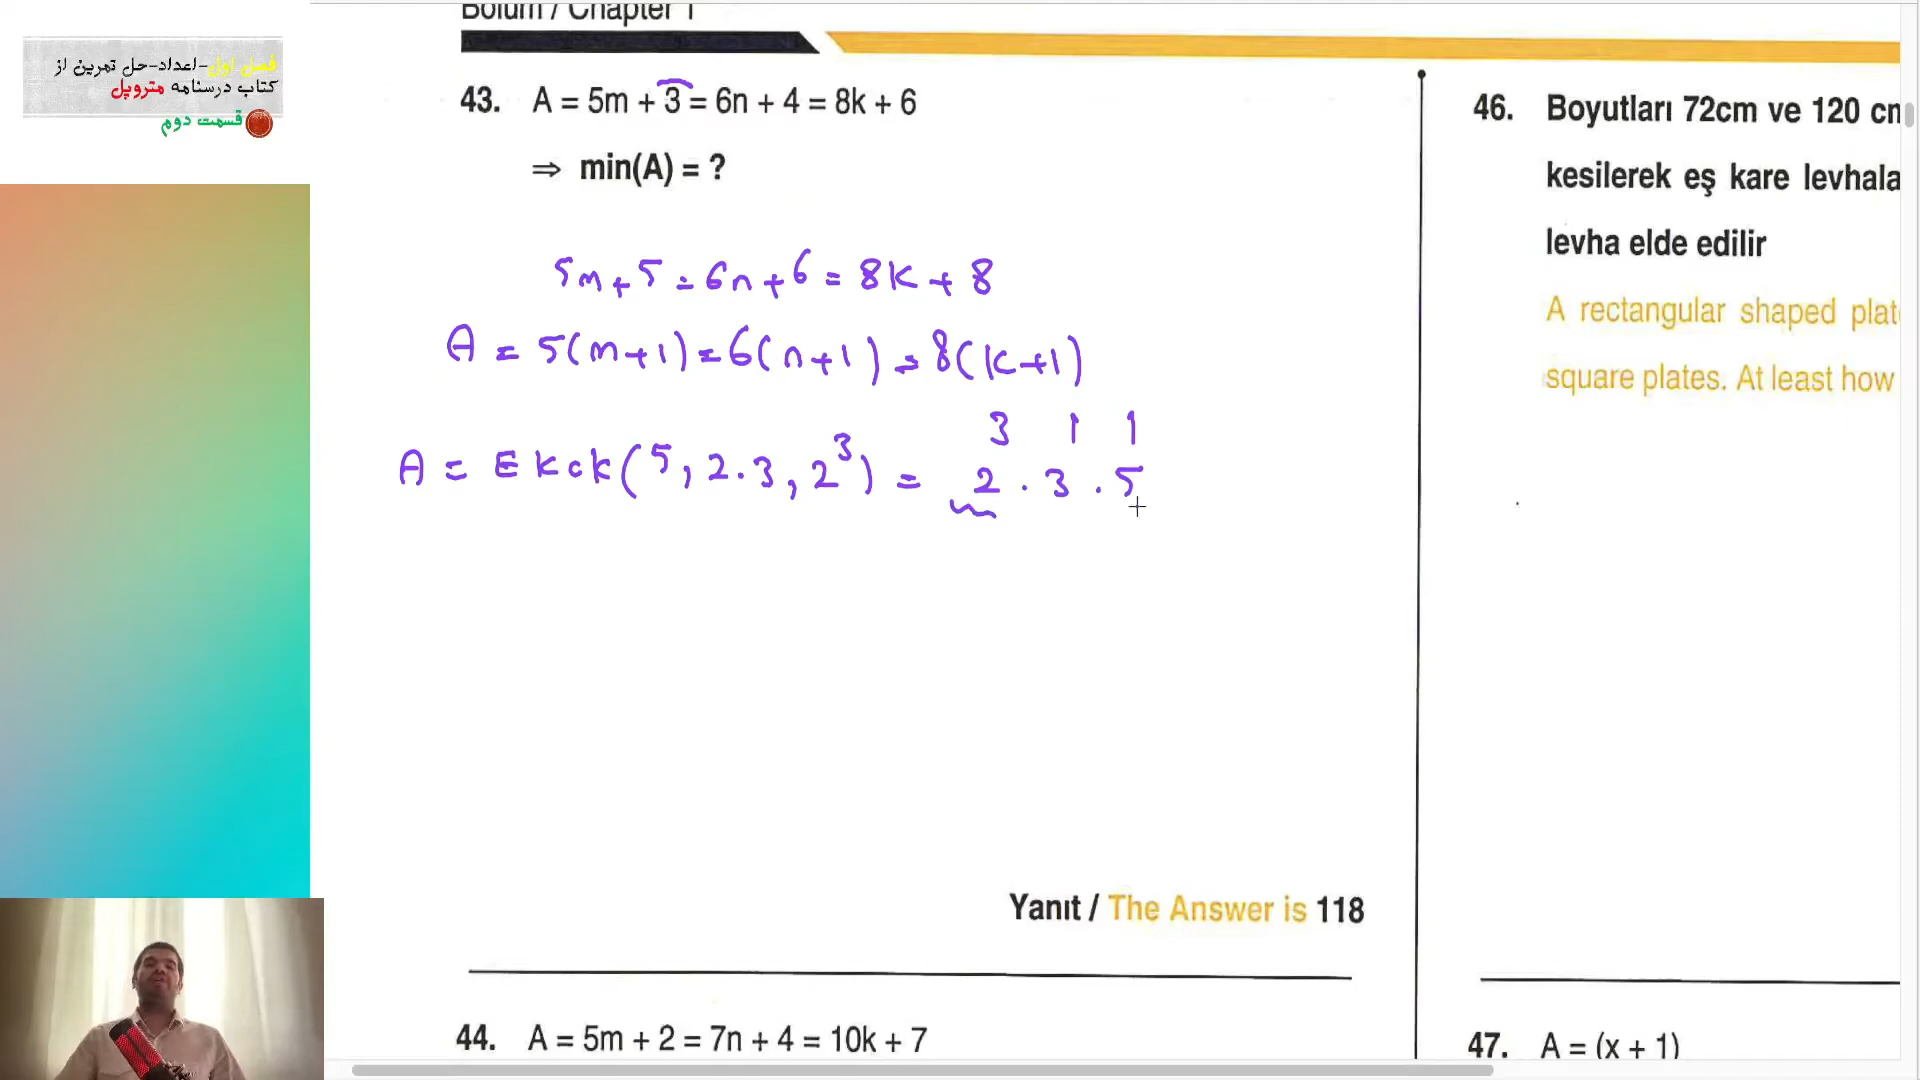 فصل اول-اعداد-حل تمرین از
کتاب درسنامه متروپل
قسمت دوم
Bölüm / Chapter 1
43. A = 5m + 3 = 6n + 4 = 8k + 6
⇒ min(A) = ?
5m + 5 = 6n + 6 = 8k + 8
A = 5(m+1) = 6(n+1) = 8(k+1)
3 1 1
A = EKok(5, 2.3, 2³) = 2 . 3 . 5
Yanıt / The Answer is 118
44. A = 5m + 2 = 7n + 4 = 10k + 7
46. Boyutları 72cm ve 120 cm
kesilerek eş kare levhala
levha elde edilir
A rectangular shaped plat
square plates. At least how
47. A = (x + 1)